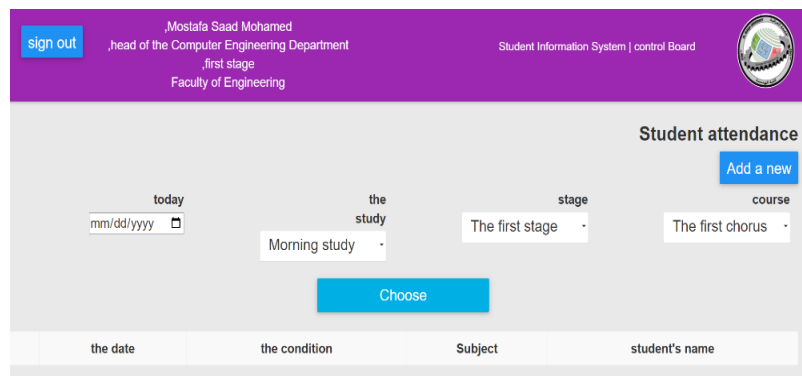 sign out
,Mostafa Saad Mohamed
,head of the Computer Engineering Department
,first stage
Faculty of Engineering
Student Information System | control Board
Student attendance
Add a new
today
the study
stage
course
mm/dd/yyyy
Morning study
The first stage
The first chorus
Choose
the date
the condition
Subject
student's name